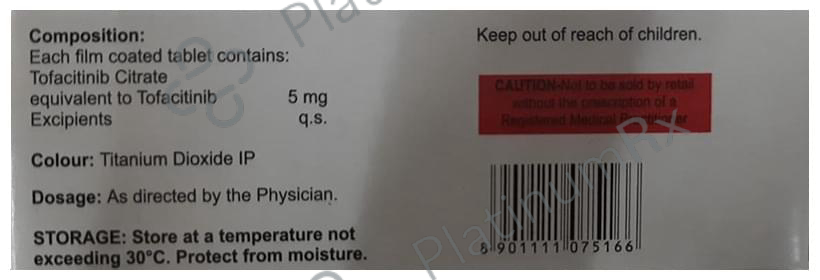 Composition:
Each film coated tablet contains:
Tofacitinib Citrate
equivalent to Tofacitinib 5 mg
Excipients q.s.
Colour: Titanium Dioxide IP
Dosage: As directed by the Physician.
STORAGE: Store at a temperature not
exceeding 30°C. Protect from moisture.
Keep out of reach of children.
CAUTION-Not to be sold by retail
without the prescription of a
Registered Medical Practitioner
8 901111 075166
PlatinumRx